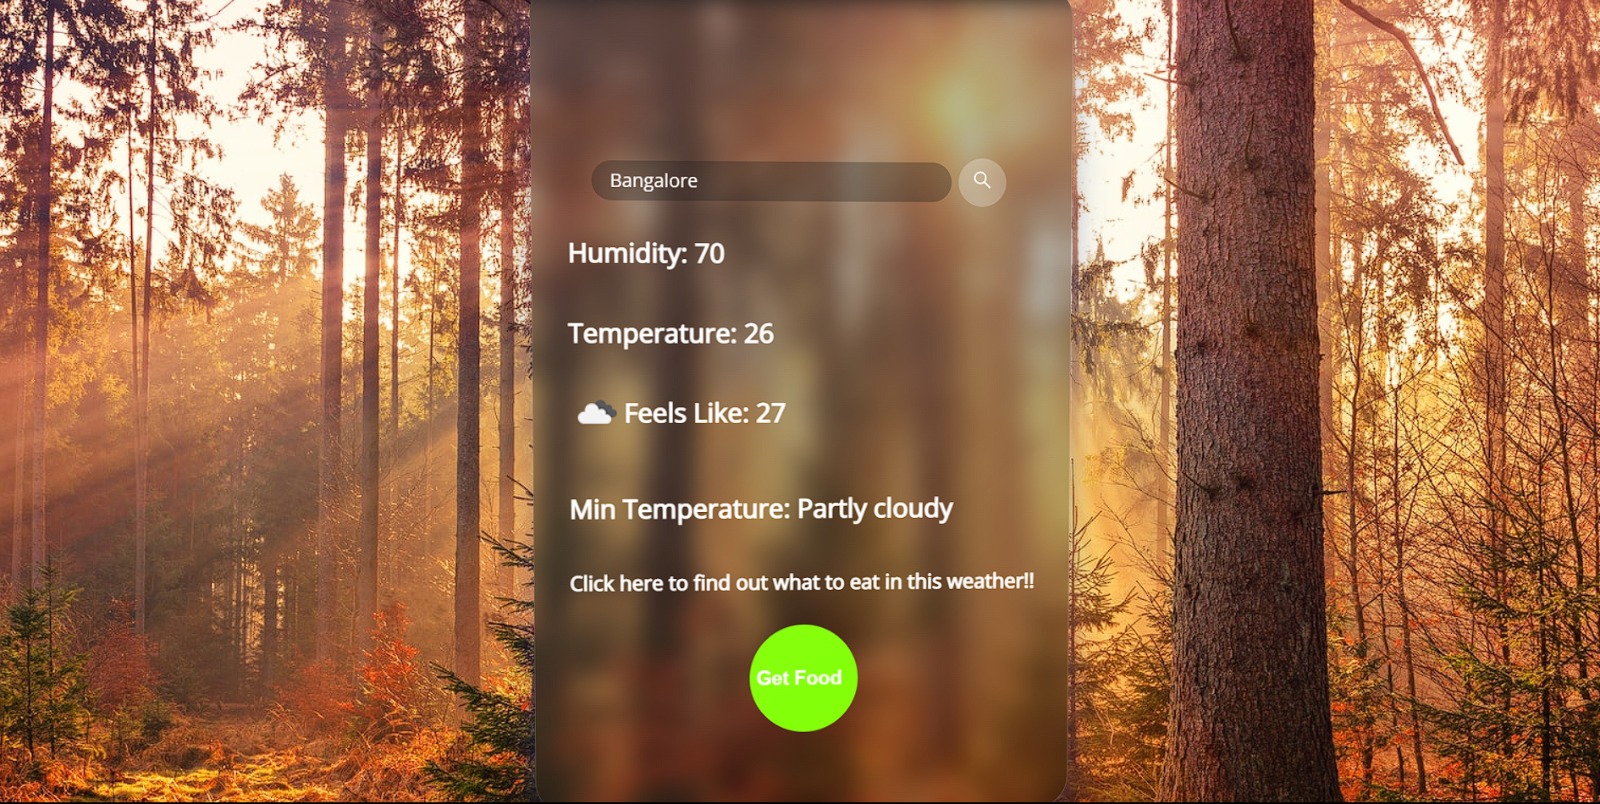 Bangalore
Humidity: 70
Temperature: 26
Feels Like: 27
Min Temperature: Partly cloudy
Click here to find out what to eat in this weather!!
Get Food